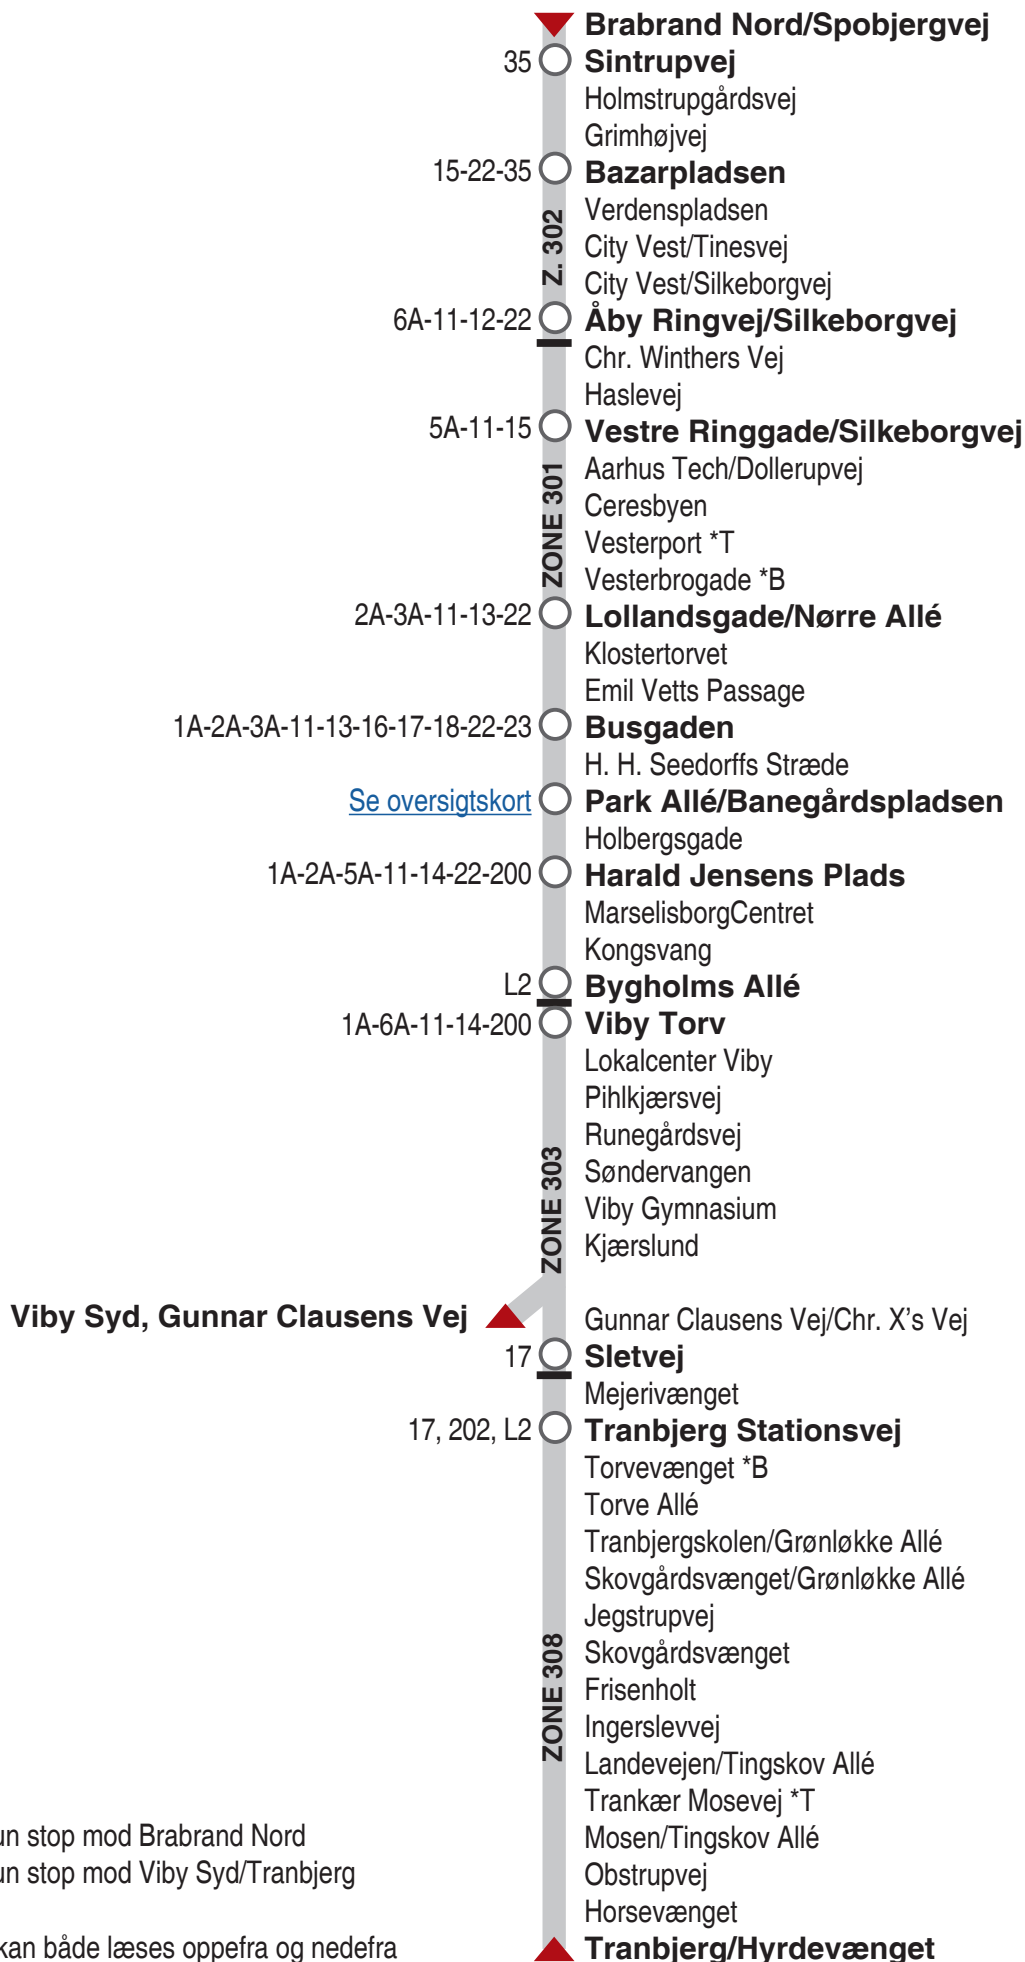 Brabrand Nord/Spobjergvej
35 Sintrupvej
Holmstrupgårdsvej
Grimhøjvej
15-22-35 Bazarpladsen
Verdenspladsen
City Vest/Tinesvej
City Vest/Silkeborgvej
Z. 302
6A-11-12-22 Åby Ringvej/Silkeborgvej
Chr. Winthers Vej
Haslevej
5A-11-15 Vestre Ringgade/Silkeborgvej
Aarhus Tech/Dollerupvej
Ceresbyen
Vesterport *T
Vesterbrogade *B
ZONE 301
2A-3A-11-13-22 Lollandsgade/Nørre Allé
Klostertorvet
Emil Vetts Passage
1A-2A-3A-11-13-16-17-18-22-23 Busgaden
H. H. Seedorffs Stræde
Se oversigtskort Park Allé/Banegårdspladsen
Holbergsgade
1A-2A-5A-11-14-22-200 Harald Jensens Plads
MarselisborgCentret
Kongsvang
L2 Bygholms Allé
1A-6A-11-14-200 Viby Torv
Lokalcenter Viby
Pihlkjærsvej
Runegårdsvej
Søndervangen
Viby Gymnasium
Kjærslund
ZONE 303
Viby Syd, Gunnar Clausens Vej
Gunnar Clausens Vej/Chr. X's Vej
17 Sletvej
Mejerivænget
17, 202, L2 Tranbjerg Stationsvej
Torvevænget *B
Torve Allé
Tranbjergskolen/Grønløkke Allé
Skovgårdsvænget/Grønløkke Allé
Jegstrupvej
Skovgårdsvænget
Frisenholt
Ingerslevvej
ZONE 308
Landevejen/Tingskov Allé
Trankær Mosevej *T
Mosen/Tingskov Allé
Obstrupvej
Horsevænget
Tranbjerg/Hyrdevænget
un stop mod Brabrand Nord
un stop mod Viby Syd/Tranbjerg
kan både læses oppefra og nedefra